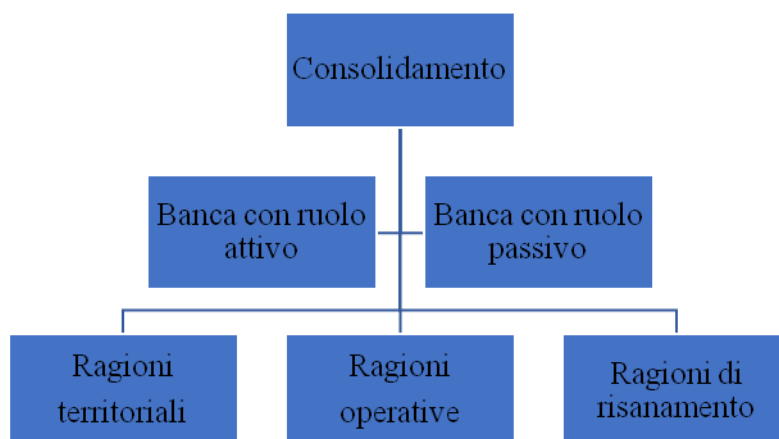 Consolidamento
Banca con ruolo
attivo
Banca con ruolo
passivo
Ragioni
territoriali
Ragioni
operative
Ragioni di
risanamento